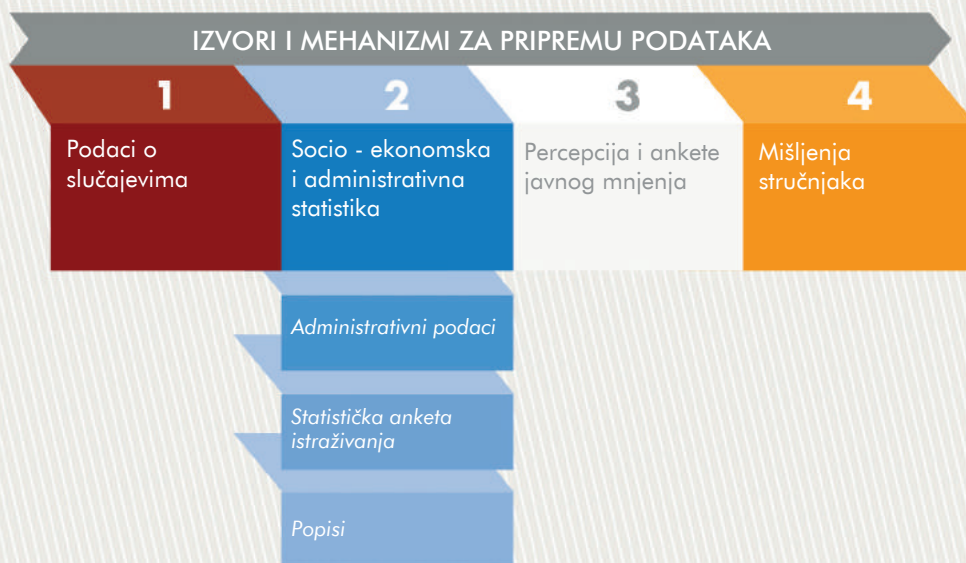 IZVORI I MEHANIZMI ZA PRIPREMU PODATAKA
1
Podaci o
slučajevima
2
Socio - ekonomska
i administrativna
statistika
3
Percepcija i ankete
javnog mnjenja
4
Mišljenja
stručnjaka
Administrativni podaci
Statistička anketa
istraživanja
Popisi